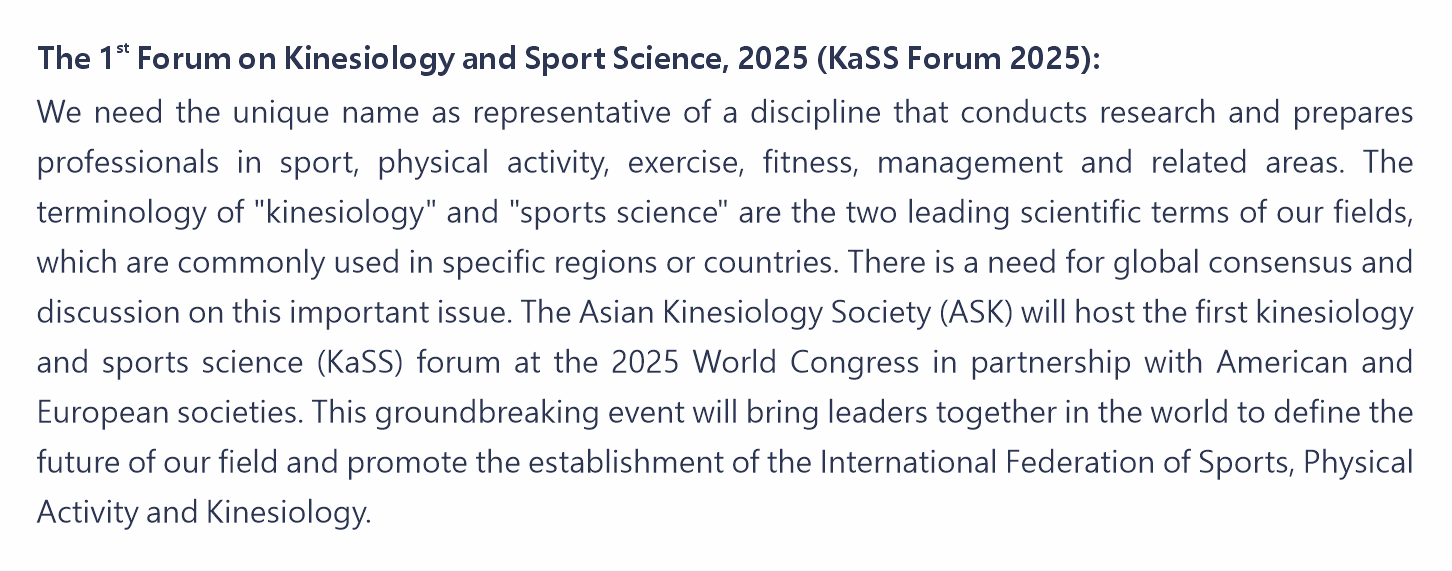 The 1st Forum on Kinesiology and Sport Science, 2025 (KaSS Forum 2025):
We need the unique name as representative of a discipline that conducts research and prepares
professionals in sport, physical activity, exercise, fitness, management and related areas. The
terminology of "kinesiology" and "sports science" are the two leading scientific terms of our fields,
which are commonly used in specific regions or countries. There is a need for global consensus and
discussion on this important issue. The Asian Kinesiology Society (ASK) will host the first kinesiology
and sports science (KaSS) forum at the 2025 World Congress in partnership with American and
European societies. This groundbreaking event will bring leaders together in the world to define the
future of our field and promote the establishment of the International Federation of Sports, Physical
Activity and Kinesiology.